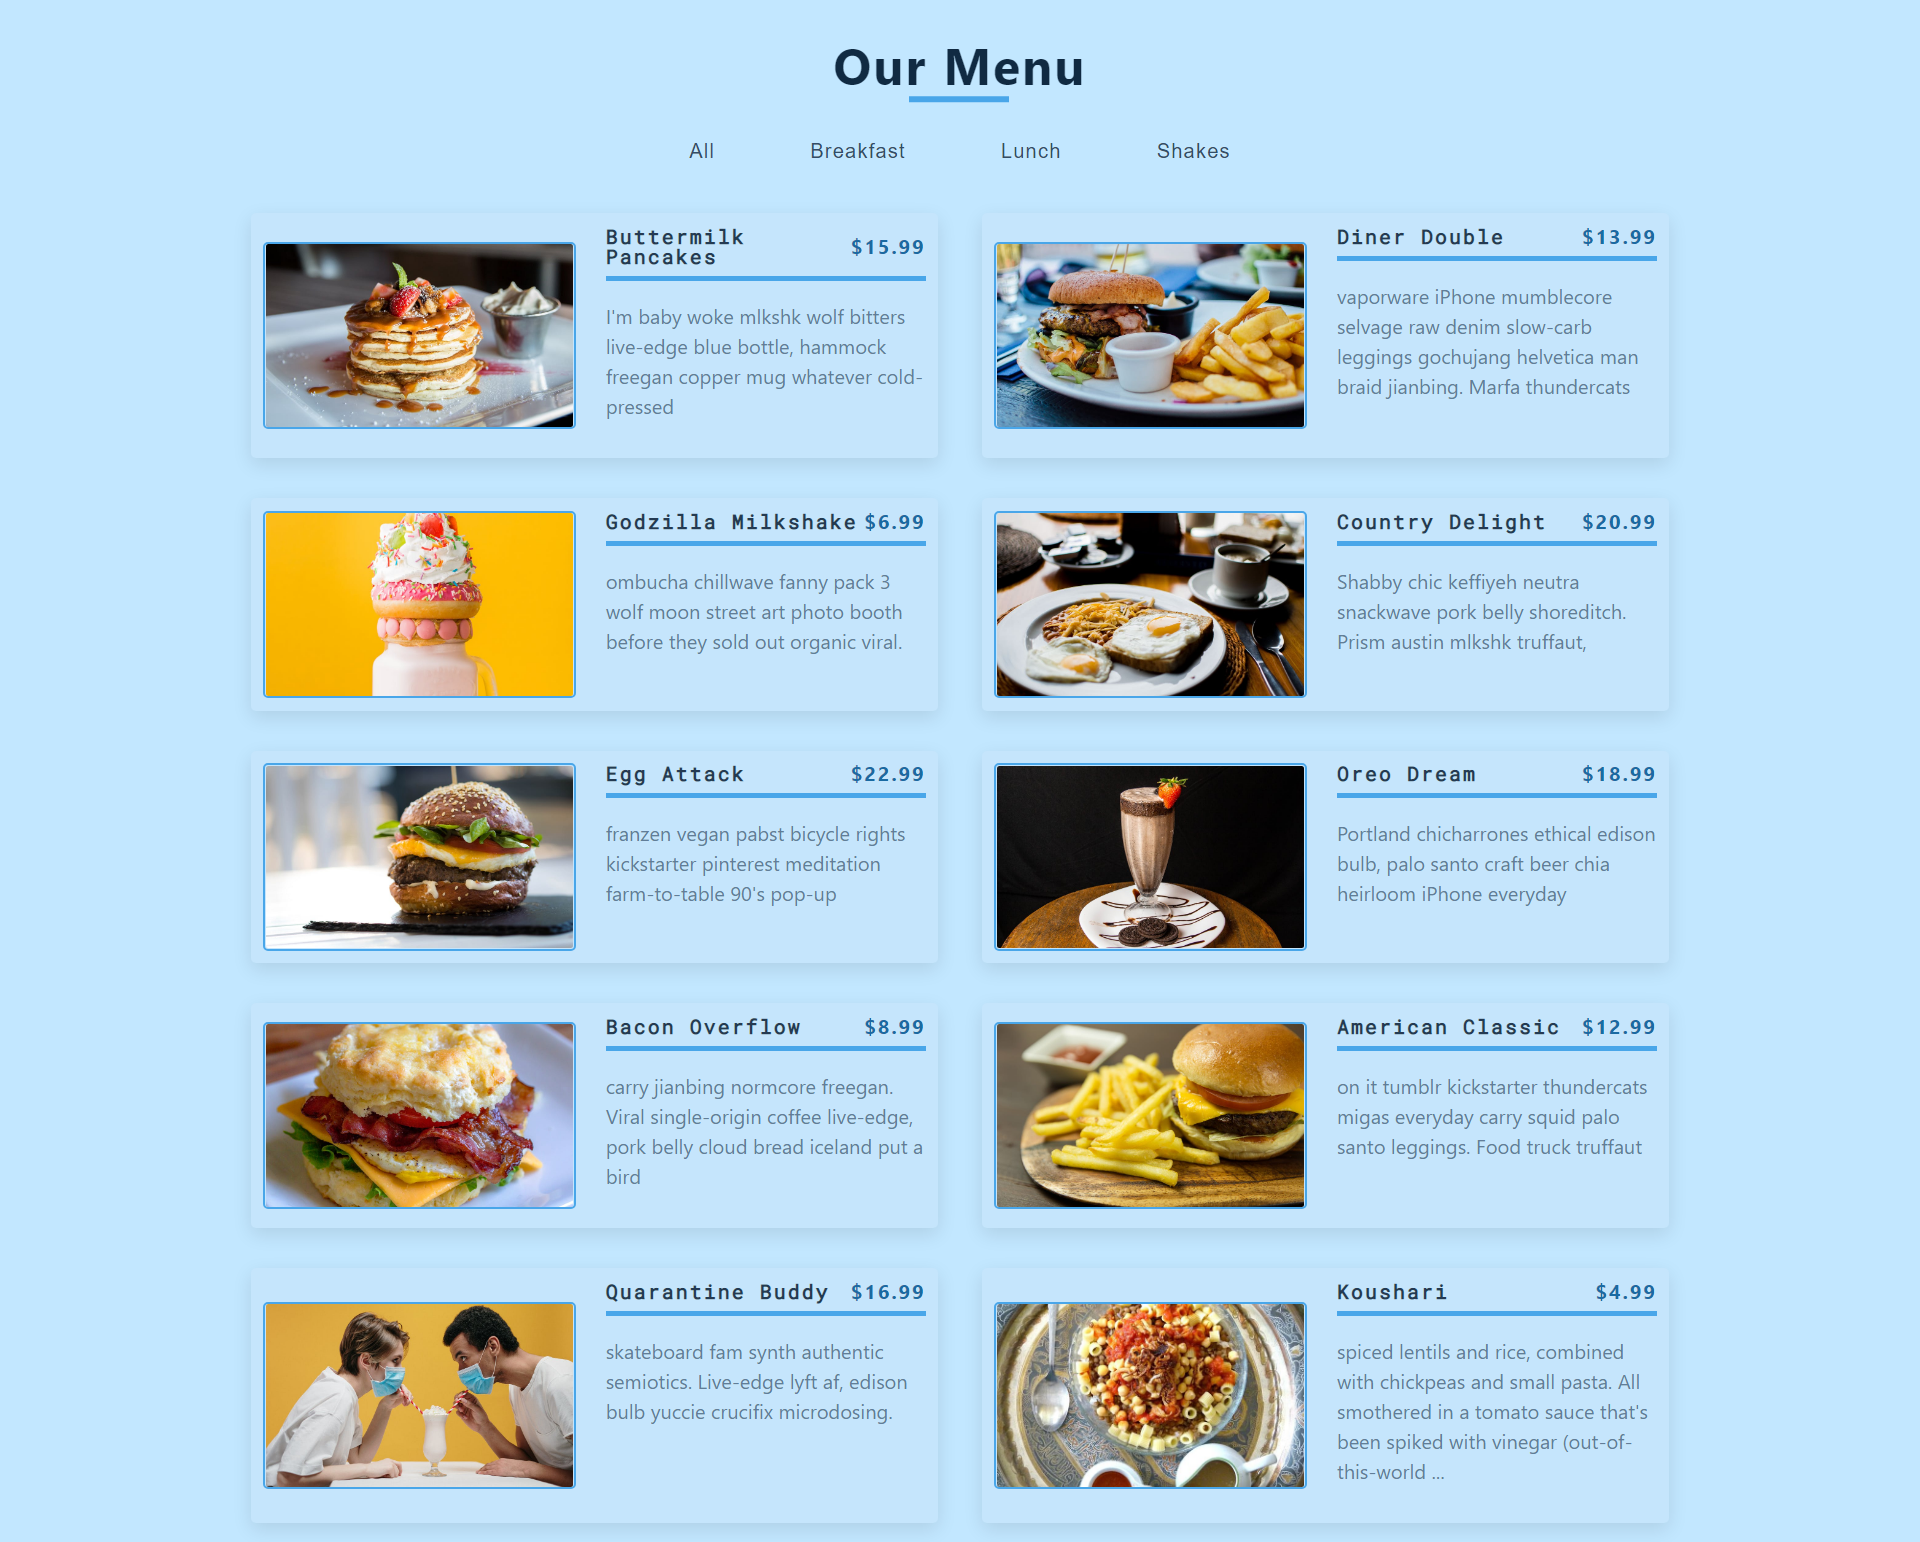 Our Menu
All
Breakfast
Lunch
Shakes
Buttermilk
Pancakes
$15.99
I'm baby woke mlkshk wolf bitters
live-edge blue bottle, hammock
freegan copper mug whatever cold-
pressed
Diner Double
$13.99
vaporware iPhone mumblecore
selvage raw denim slow-carb
leggings gochujang helvetica man
braid jianbing. Marfa thundercats
Godzilla Milkshake
$6.99
ombucha chillwave fanny pack 3
wolf moon street art photo booth
before they sold out organic viral.
Country Delight
$20.99
Shabby chic keffiyeh neutra
snackwave pork belly shoreditch.
Prism austin mlkshk truffaut,
Egg Attack
$22.99
franzen vegan pabst bicycle rights
kickstarter pinterest meditation
farm-to-table 90's pop-up
Oreo Dream
$18.99
Portland chicharrones ethical edison
bulb, palo santo craft beer chia
heirloom iPhone everyday
Bacon Overflow
$8.99
carry jianbing normcore freegan.
Viral single-origin coffee live-edge,
pork belly cloud bread iceland put a
bird
American Classic
$12.99
on it tumblr kickstarter thundercats
migas everyday carry squid palo
santo leggings. Food truck truffaut
Quarantine Buddy
$16.99
skateboard fam synth authentic
semiotics. Live-edge lyft af, edison
bulb yuccie crucifix microdosing.
Koushari
$4.99
spiced lentils and rice, combined
with chickpeas and small pasta. All
smothered in a tomato sauce that's
been spiked with vinegar (out-of-
this-world ...